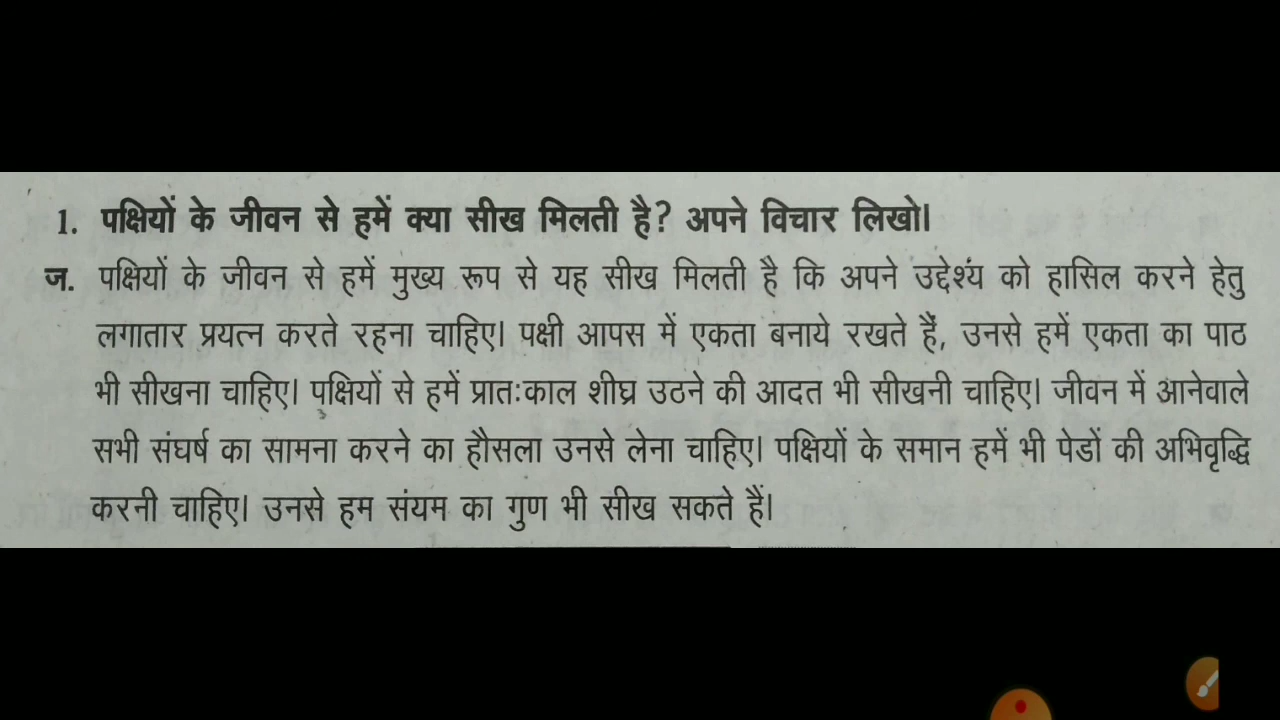 1. पक्षियों के जीवन से हमें क्या सीख मिलती है? अपने विचार लिखो।
ज. पक्षियों के जीवन से हमें मुख्य रूप से यह सीख मिलती है कि अपने उद्देश्य को हासिल करने हेतु
लगातार प्रयत्न करते रहना चाहिए। पक्षी आपस में एकता बनाये रखते हैं, उनसे हमें एकता का पाठ
भी सीखना चाहिए। पक्षियों से हमें प्रातःकाल शीघ्र उठने की आदत भी सीखनी चाहिए। जीवन में आनेवाले
सभी संघर्ष का सामना करने का हौसला उनसे लेना चाहिए। पक्षियों के समान हमें भी पेडों की अभिवृद्धि
करनी चाहिए। उनसे हम संयम का गुण भी सीख सकते हैं।